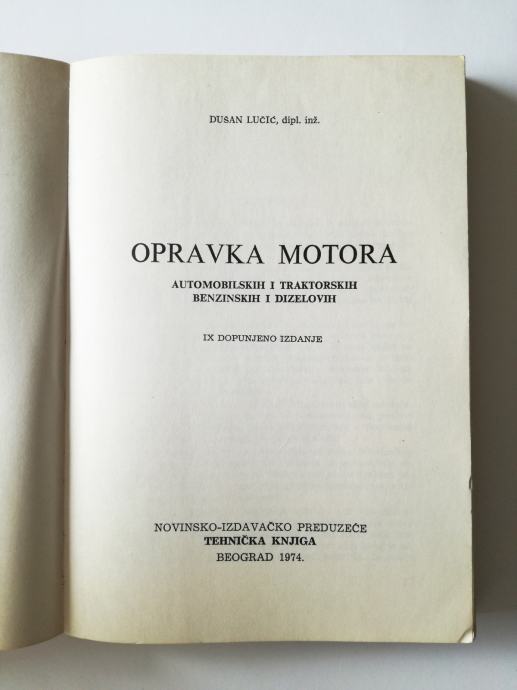 DUŠAN LUČIĆ, dipl. inž.
OPRAVKA MOTORA
AUTOMOBILSKIH I TRAKTORSKIH
BENZINSKIH I DIZELOVIH
IX DOPUNJENO IZDANJE
NOVINSKO-IZDAVAČKO PREDUZEĆE
TEHNIČKA KNJIGA
BEOGRAD 1974.